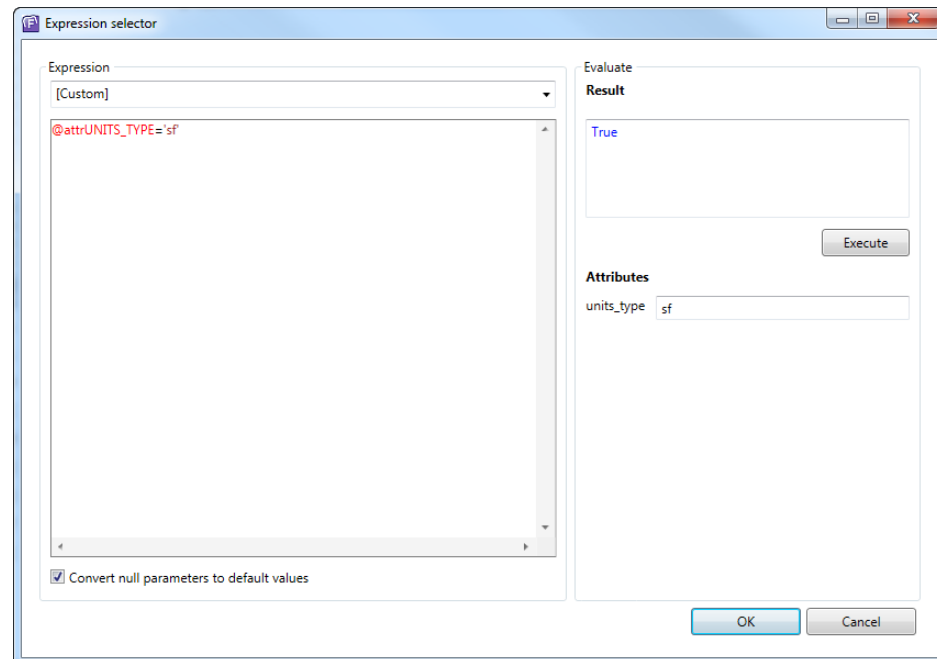 Expression selector
Expression
[Custom]
@attrUNITS_TYPE='sf'
Convert null parameters to default values
Evaluate
Result
True
Execute
Attributes
units_type sf
OK Cancel